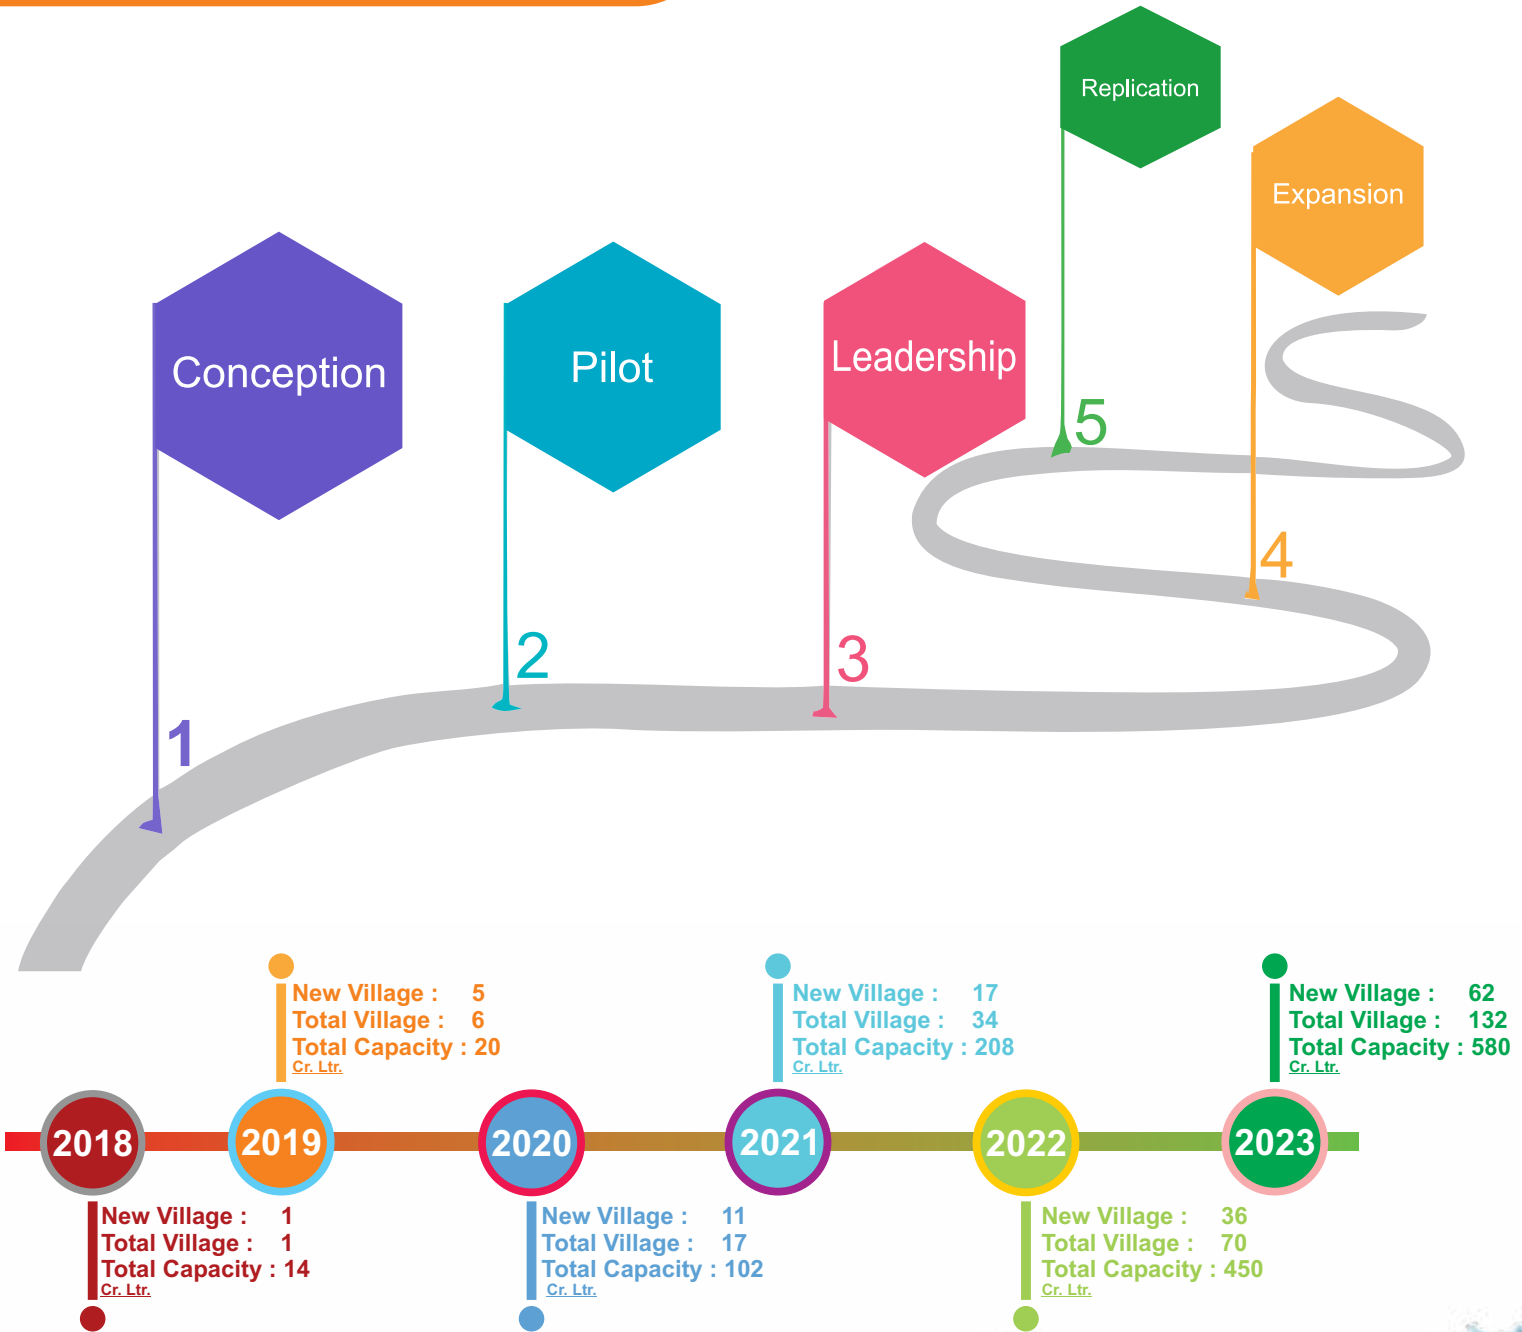 Replication
Expansion
Conception
Pilot
Leadership
5
4
2
3
1
New Village : 5
Total Village : 6
Total Capacity : 20
Cr. Ltr.
New Village : 17
Total Village : 34
Total Capacity : 208
Cr. Ltr.
New Village : 62
Total Village : 132
Total Capacity : 580
Cr. Ltr.
2018
2019
2020
2021
2022
2023
New Village : 1
Total Village : 1
Total Capacity : 14
Cr. Ltr.
New Village : 11
Total Village : 17
Total Capacity : 102
Cr. Ltr.
New Village : 36
Total Village : 70
Total Capacity : 450
Cr. Ltr.